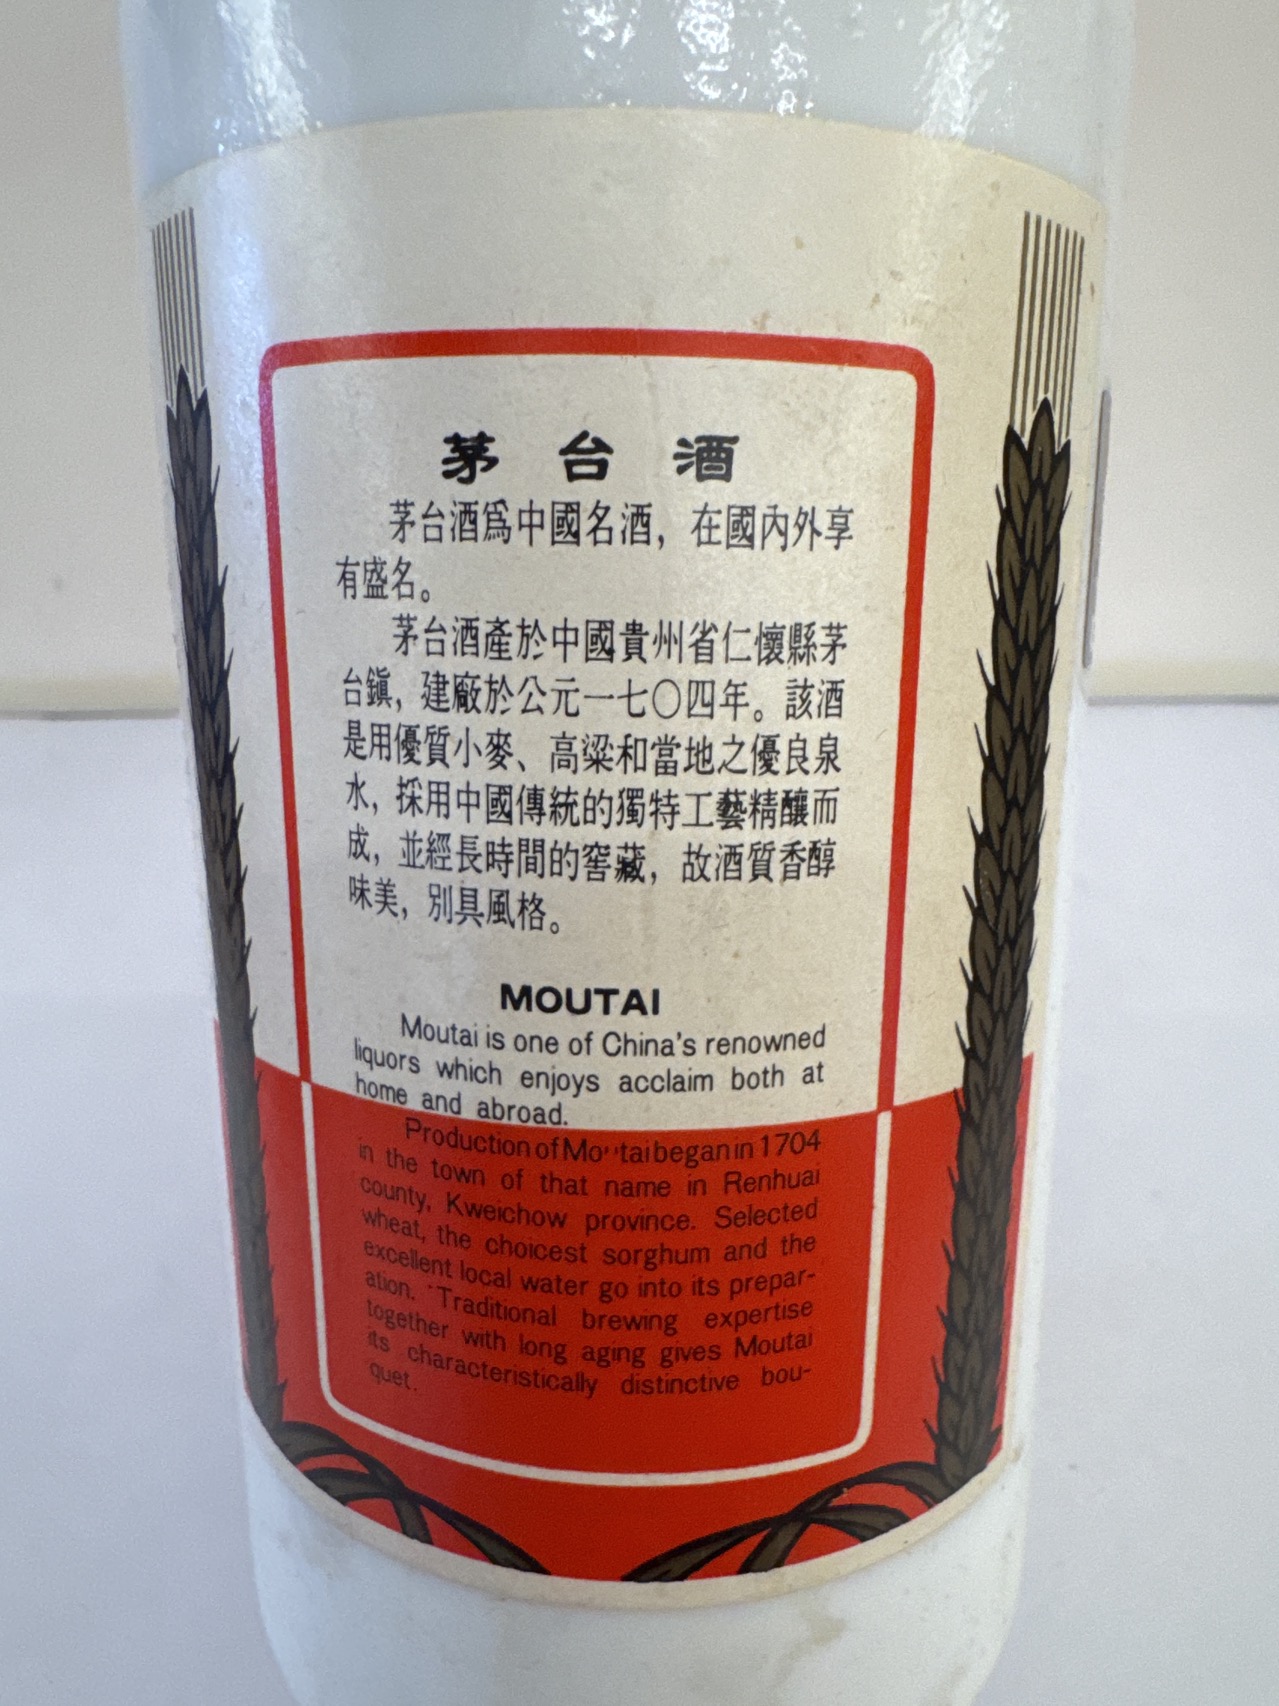 茅台酒
茅台酒爲中國名酒，在國內外享
有盛名。
茅台酒產於中國貴州省仁懷縣茅
台鎭，建廠於公元一七〇四年。該酒
是用優質小麥、高粱和當地之優良泉
水，採用中國傳統的獨特工藝精釀而
成，並經長時間的窖藏，故酒質香醇
味美，別具風格。
MOUTAI
Moutai is one of China's renowned
liquors which enjoys acclaim both at
home and abroad.
Production of Moutai began in 1704
in the town of that name in Renhuai
county, Kweichow province. Selected
wheat, the choicest sorghum and the
excellent local water go into its prepar-
ation. Traditional brewing expertise
together with long aging gives Moutai
its characteristically distinctive bou-
quet.